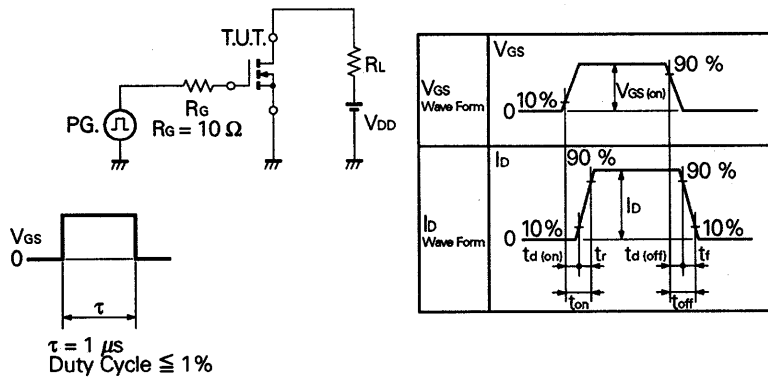 T.U.T.
RL
RG
RG = 10 Ω
PG.
VDD
VGS
0
τ
τ = 1 μs
Duty Cycle ≦ 1%
VGS
Wave Form
VGS
90 %
10%
VGS (on)
0
ID
Wave Form
ID
90 %
90 %
ID
10%
10%
0
td (on)
tr
td (off)
tf
ton
toff